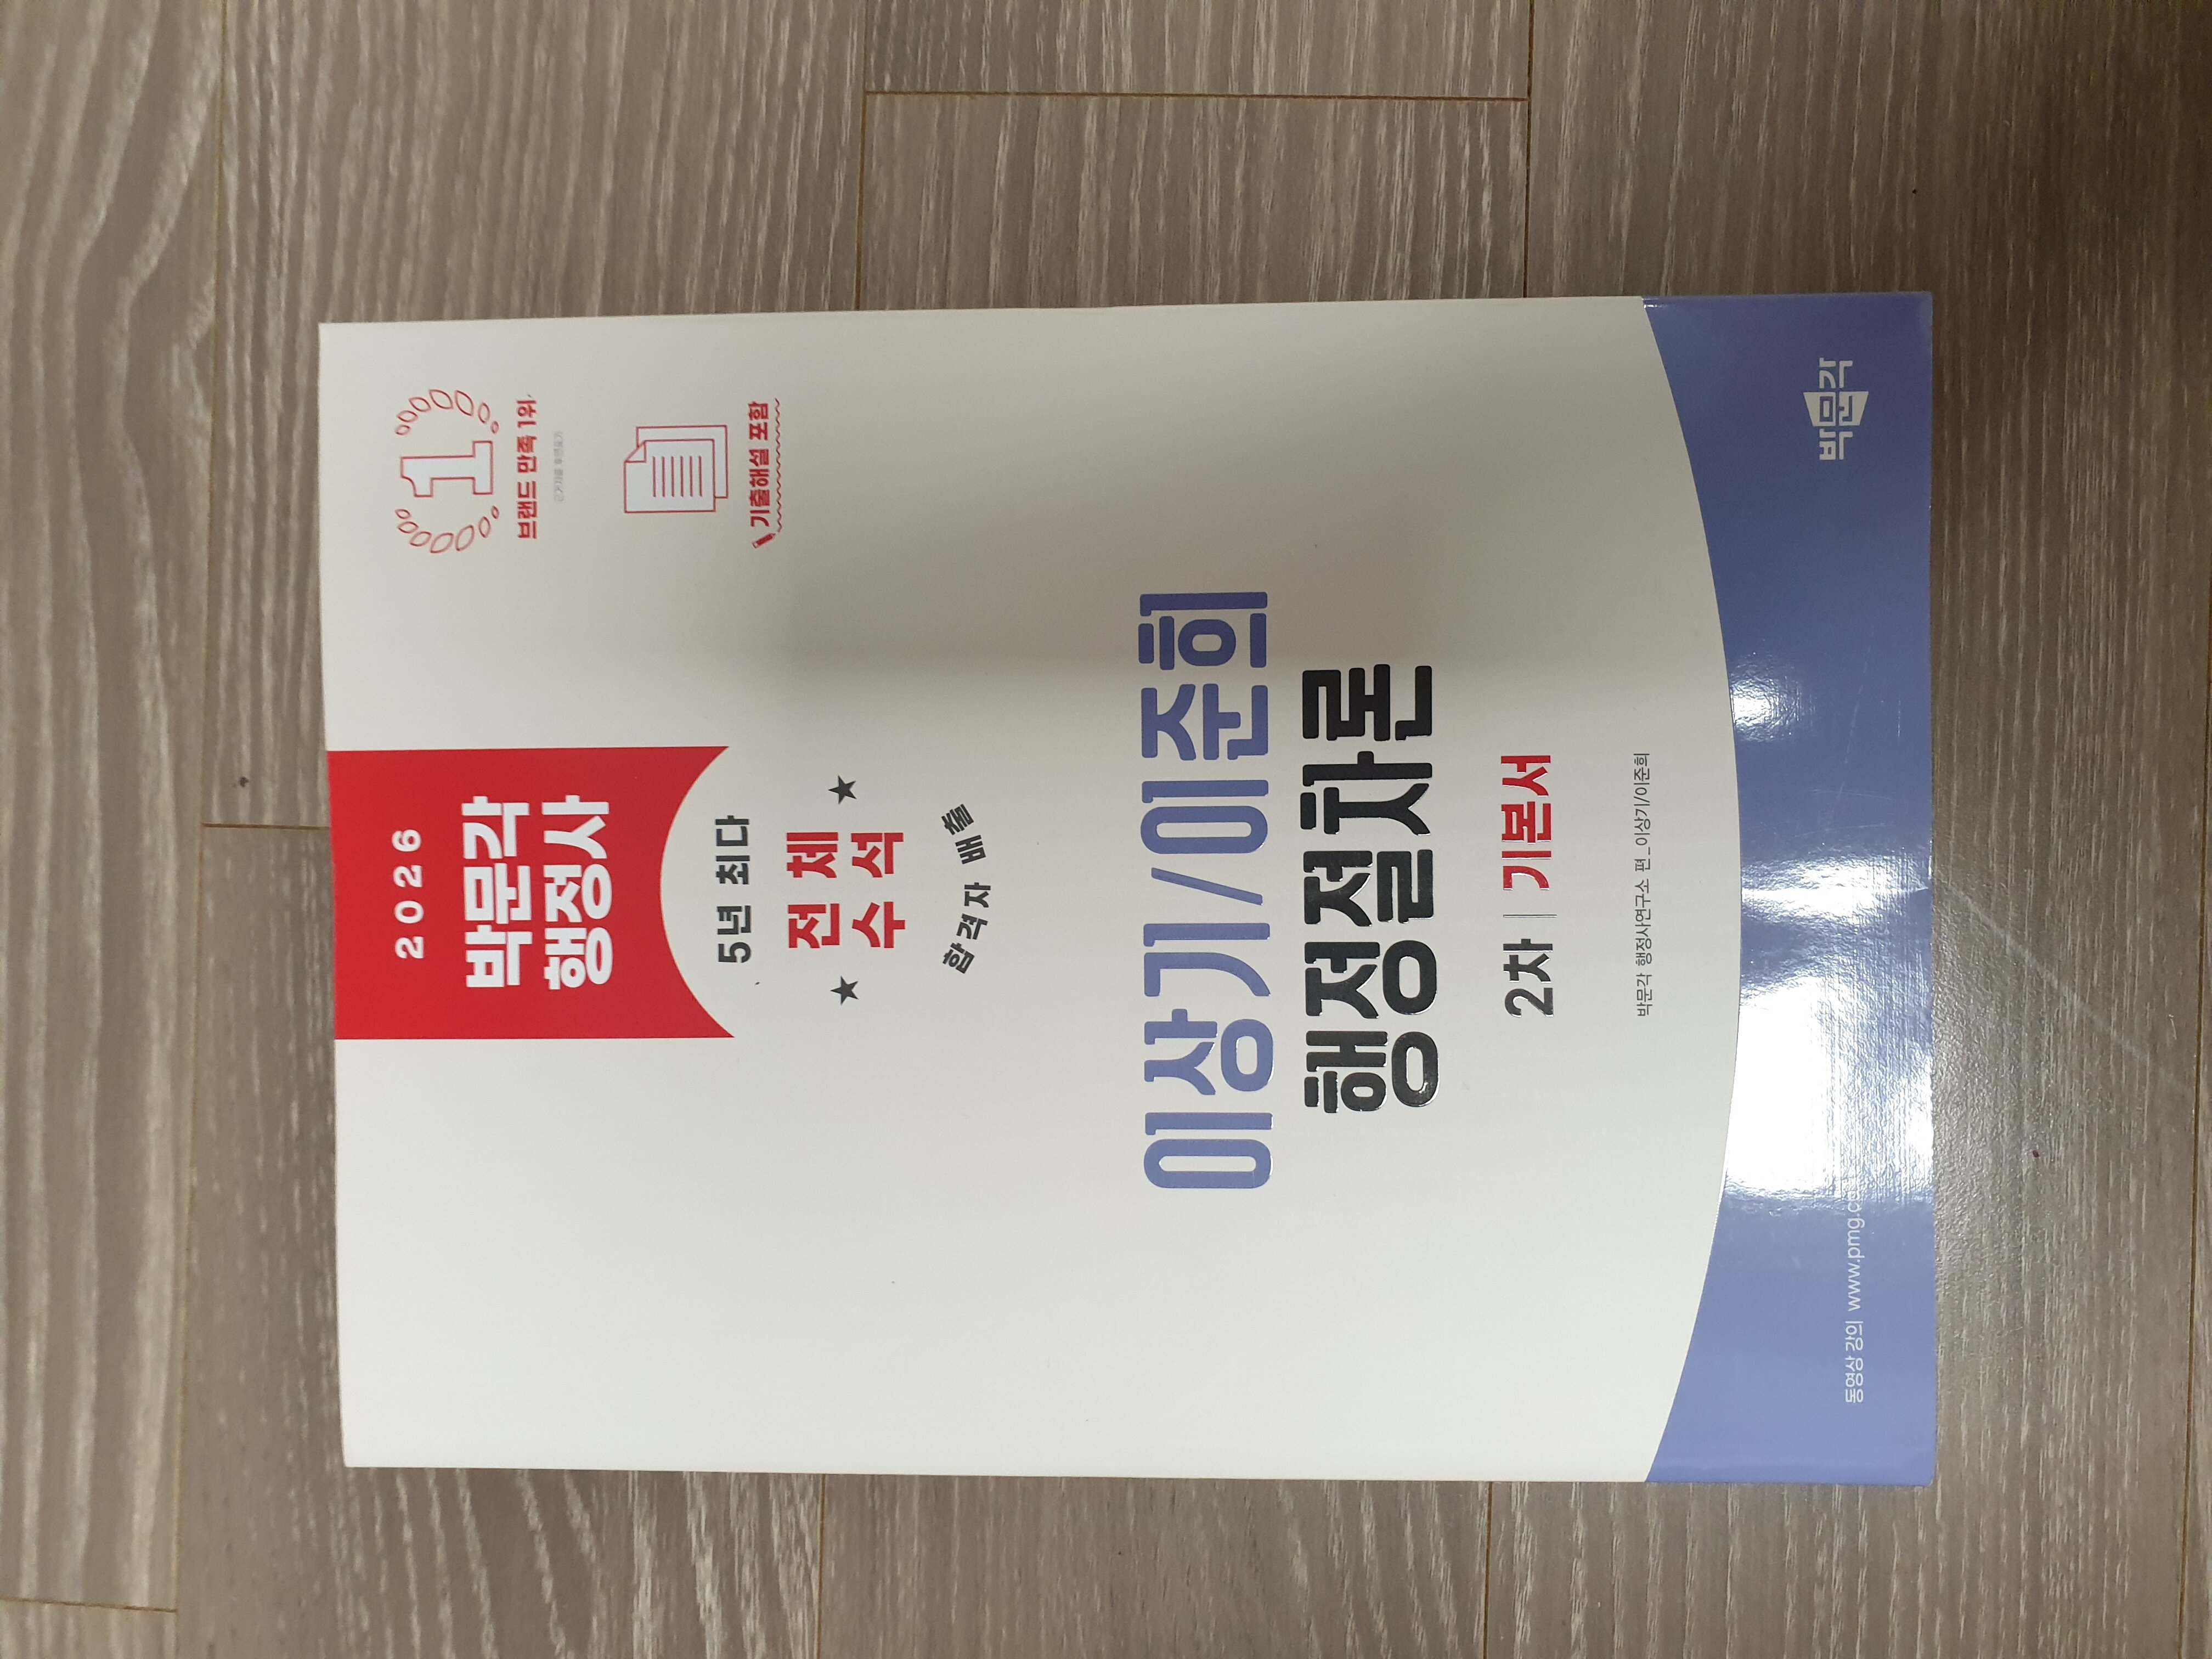 2026
박문각
행정사
5년 최다
전 체
수 석
합격자 배출
1
브랜드 만족 1위
기출해설 포함
이상기/이준희
행정절차론
2차 | 기본서
박문각 행정사연구소 편_이상기/이준희
동영상 강의 www.pmg.c
박문각